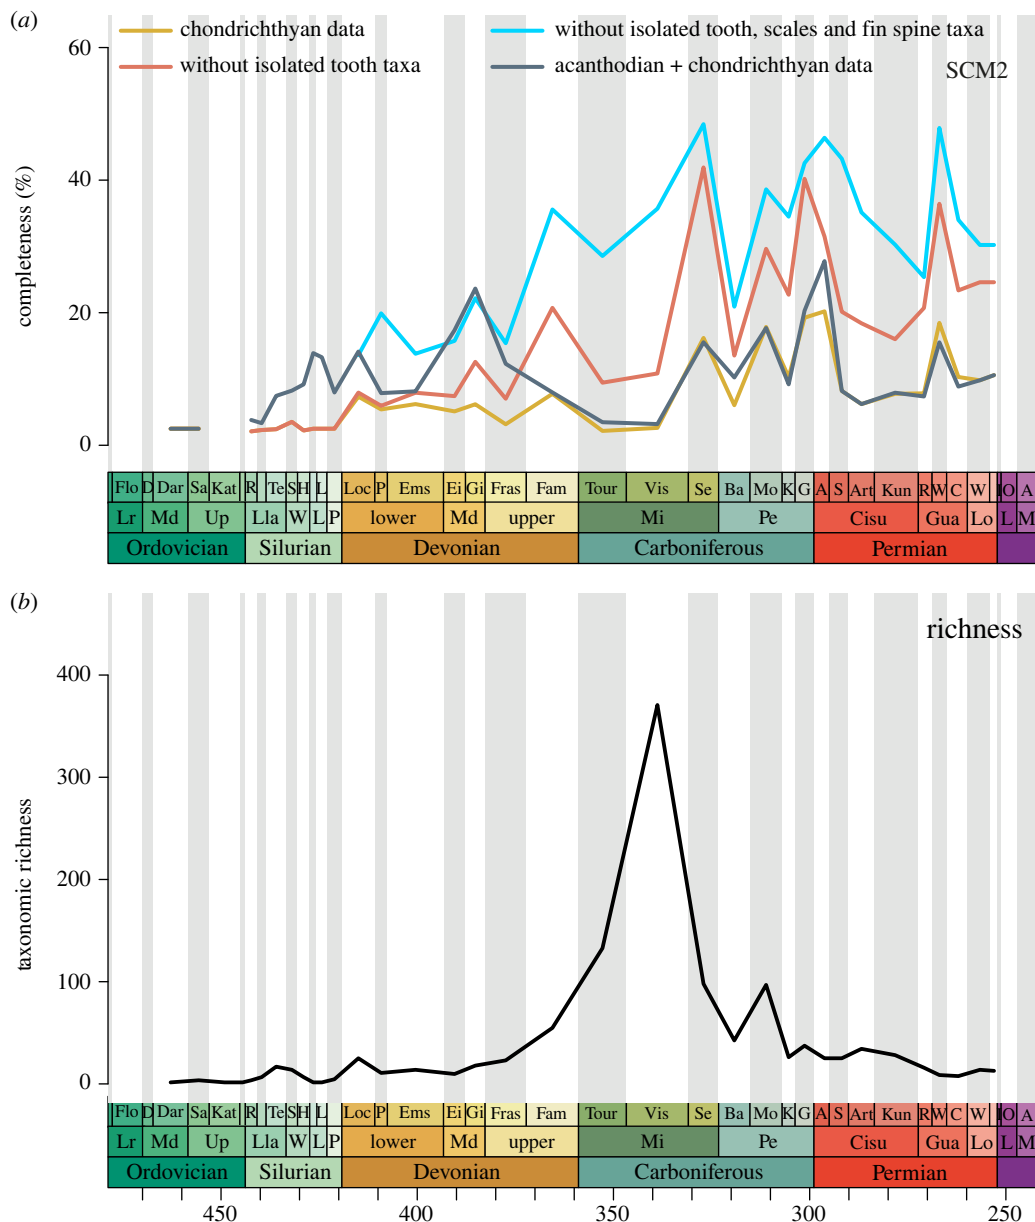 (a)
chondrichthyan data
without isolated tooth, scales and fin spine taxa
without isolated tooth taxa
acanthodian + chondrichthyan data
SCM2
60
40
20
0
completeness (%)
Flo D Dar Sa Kat R Te S H L Loc P Ems Ei Gi Fras Fam Tour Vis Se Ba Mo K G A S Art Kun R W C W IO A
Lr Md Up Lla W L P lower Md upper Mi Pe Cisu Gua Lo L M
Ordovician Silurian Devonian Carboniferous Permian
(b)
richness
400
300
200
100
0
taxonomic richness
Flo D Dar Sa Kat R Te S H L Loc P Ems Ei Gi Fras Fam Tour Vis Se Ba Mo K G A S Art Kun R W C W IO A
Lr Md Up Lla W L P lower Md upper Mi Pe Cisu Gua Lo L M
Ordovician Silurian Devonian Carboniferous Permian
450 400 350 300 250